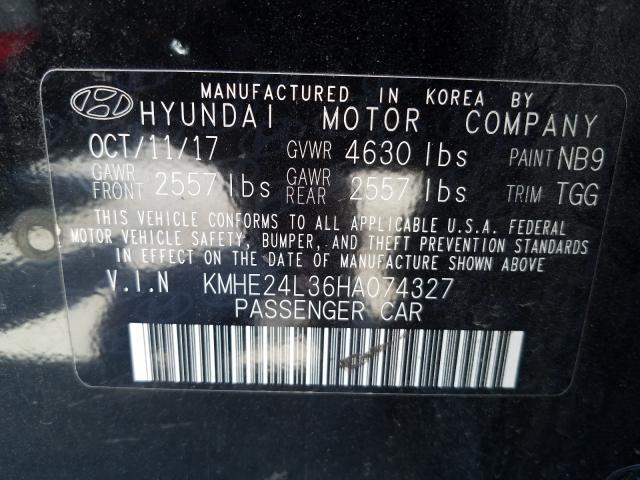 MANUFACTURED IN KOREA BY
HYUNDAI MOTOR COMPANY
OCT/11/17 GVWR 4630 lbs PAINT NB9
GAWR FRONT 2557 lbs GAWR REAR 2557 lbs TRIM TGG
THIS VEHICLE CONFORMS TO ALL APPLICABLE U.S.A. FEDERAL
MOTOR VEHICLE SAFETY, BUMPER, AND THEFT PREVENTION STANDARDS
IN EFFECT ON THE DATE OF MANUFACTURE SHOWN ABOVE.
V.I.N KMHE24L36HA074327
PASSENGER CAR